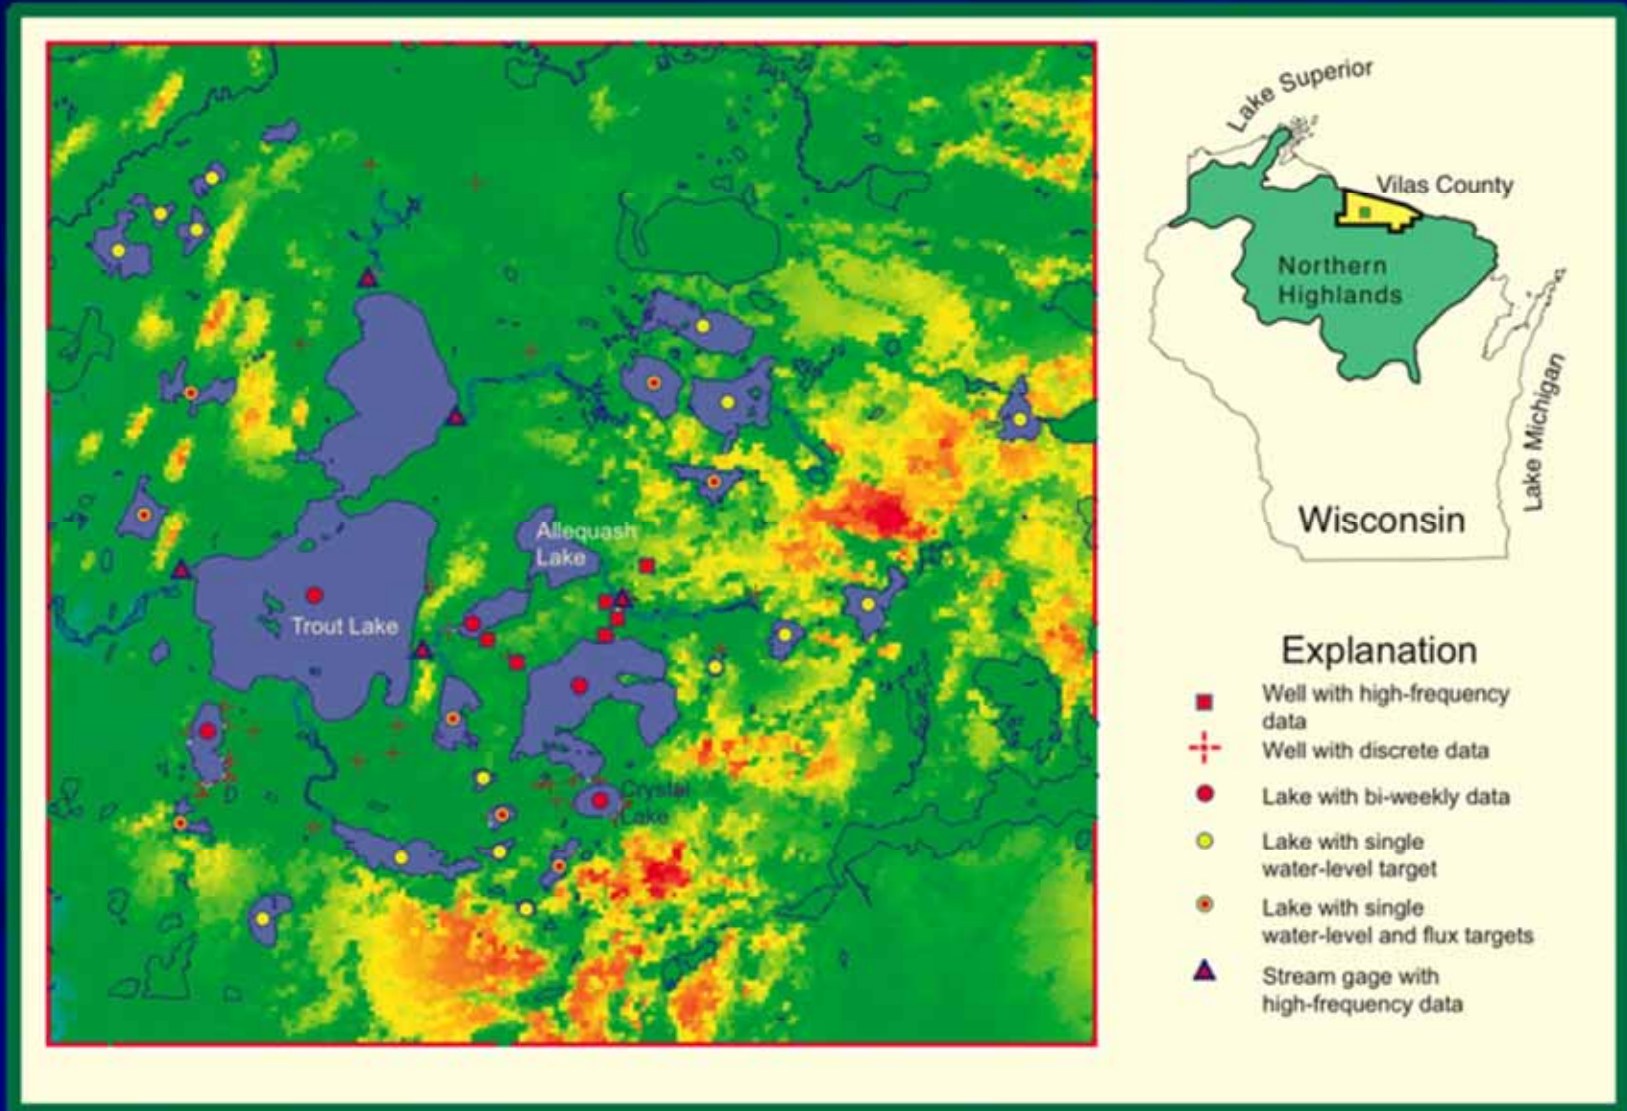 Allequash
Lake
Trout Lake
Crystal
Lake
Lake Superior
Vilas County
Northern
Highlands
Lake Michigan
Wisconsin
Explanation
Well with high-frequency
data
Well with discrete data
Lake with bi-weekly data
Lake with single
water-level target
Lake with single
water-level and flux targets
Stream gage with
high-frequency data